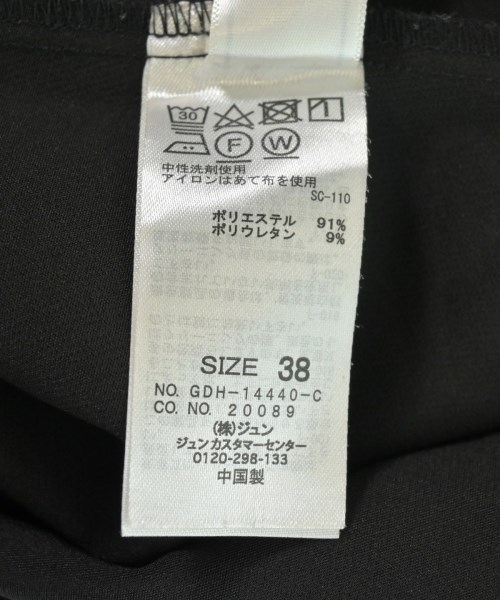 30
F W
中性洗剤使用
アイロンはあて布を使用
SC-110
ポリエステル 91%
ポリウレタン 9%
SIZE 38
NO. GDH-14440-C
CO. NO. 20089
(株)ジュン
ジュンカスタマーセンター
0120-298-133
中国製